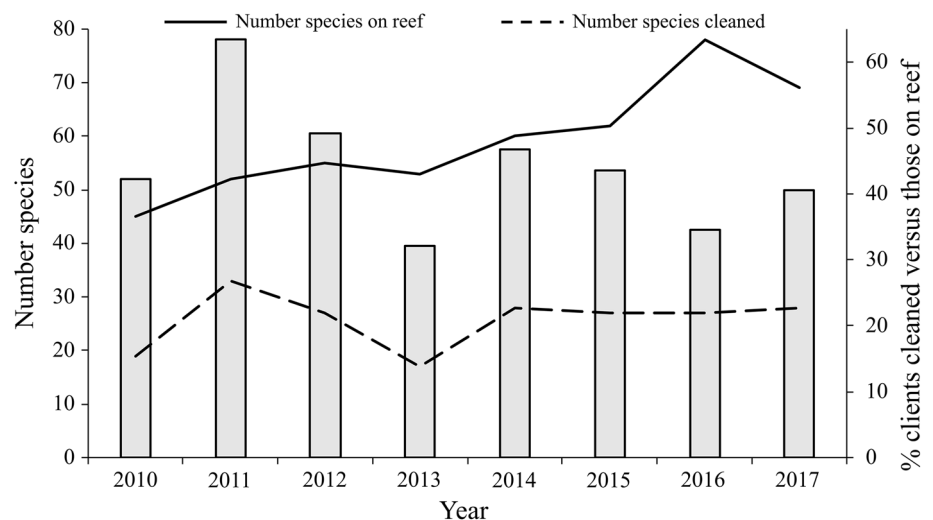 Number species on reef
Number species cleaned
Number species
80
70
60
50
40
30
20
10
0
% clients cleaned versus those on reef
60
50
40
30
20
10
0
2010 2011 2012 2013 2014 2015 2016 2017
Year